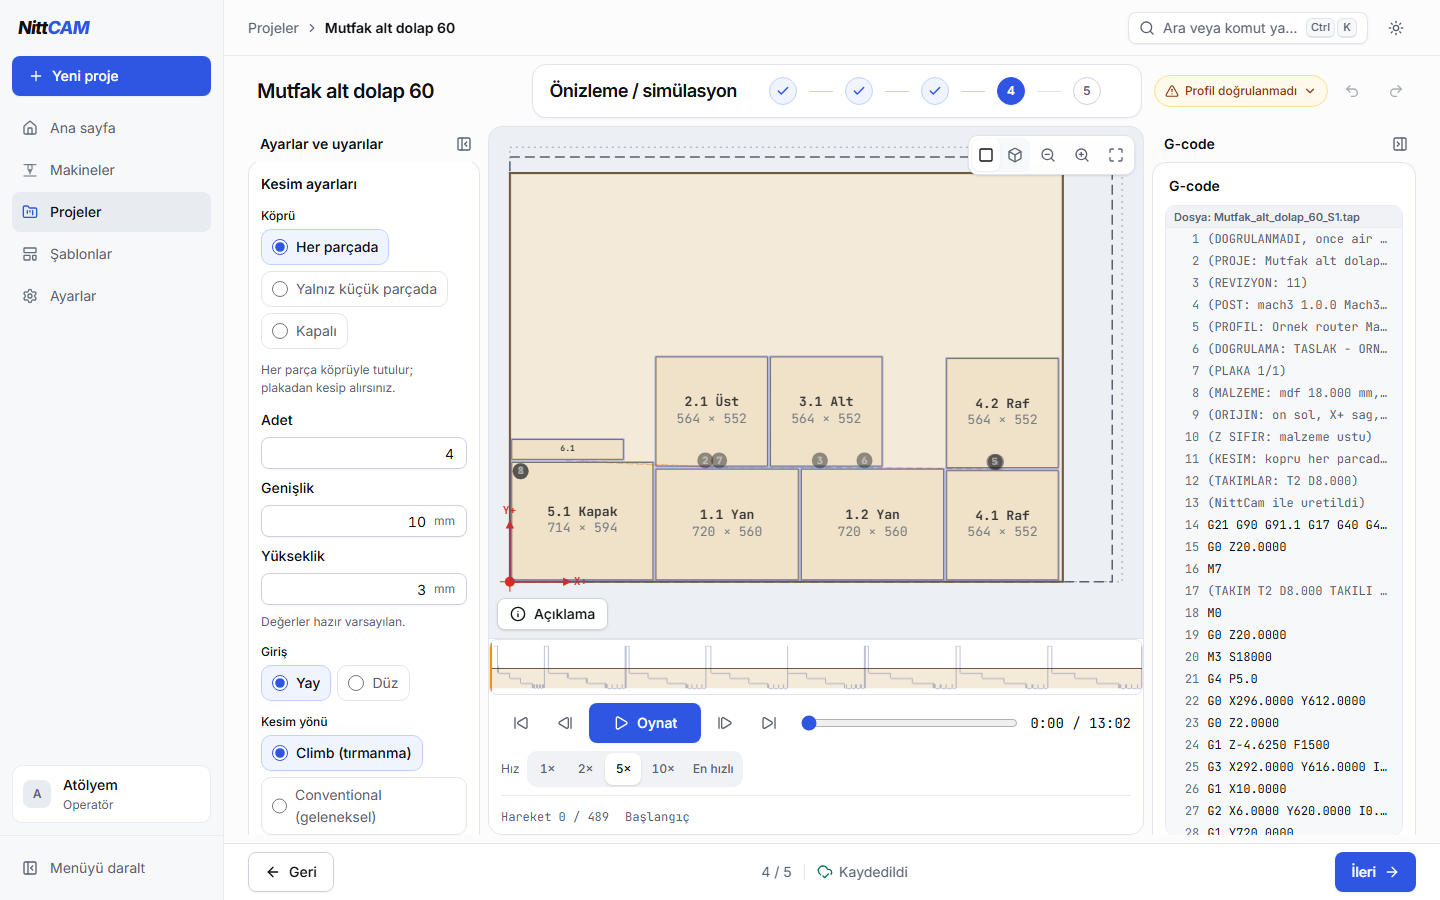 NittCAM
Yeni proje
Ana sayfa
Makineler
Projeler
Şablonlar
Ayarlar
A
Atölyem
Operatör
Menüyü daralt
Projeler > Mutfak alt dolap 60
Ara veya komut ya... Ctrl K
Mutfak alt dolap 60
Önizleme / simülasyon
4
5
Profil doğrulanmadı
Ayarlar ve uyarılar
Kesim ayarları
Köprü
Her parçada
Yalnız küçük parçada
Kapalı
Her parça köprüyle tutulur;
plakadan kesip alırsınız.
Adet
4
Genişlik
10 mm
Yükseklik
3 mm
Değerler hazır varsayılan.
Giriş
Yay
Düz
Kesim yönü
Climb (tırmanma)
Conventional
(geleneksel)
2.1 Üst
564 × 552
3.1 Alt
564 × 552
4.2 Raf
564 × 552
6.1
2 7
3
6
5
8
5.1 Kapak
714 × 594
1.1 Yan
720 × 560
1.2 Yan
720 × 560
4.1 Raf
564 × 552
Y+
X+
Açıklama
Oynat
0:00 / 13:02
Hız
1×
2×
5×
10×
En hızlı
Hareket 0 / 489 Başlangıç
G-code
G-code
Dosya: Mutfak_alt_dolap_60_S1.tap
1 (DOGRULANMADI, once air …
2 (PROJE: Mutfak alt dolap…
3 (REVIZYON: 11)
4 (POST: mach3 1.0.0 Mach3…
5 (PROFIL: Ornek router Ma…
6 (DOGRULAMA: TASLAK - ORN…
7 (PLAKA 1/1)
8 (MALZEME: mdf 18.000 mm,…
9 (ORIJIN: on sol, X+ sag,…
10 (Z SIFIR: malzeme ustu)
11 (KESIM: kopru her parcad…
12 (TAKIMLAR: T2 D8.000)
13 (NittCam ile uretildi)
14 G21 G90 G91.1 G17 G40 G4…
15 G0 Z20.0000
16 M7
17 (TAKIM T2 D8.000 TAKILI …
18 M0
19 G0 Z20.0000
20 M3 S18000
21 G4 P5.0
22 G0 X296.0000 Y612.0000
23 G0 Z2.0000
24 G1 Z-4.6250 F1500
25 G3 X292.0000 Y616.0000 I…
26 G1 X10.0000
27 G2 X6.0000 Y620.0000 I0.…
28 G1 Y720.0000
Geri
4 / 5
Kaydedildi
İleri